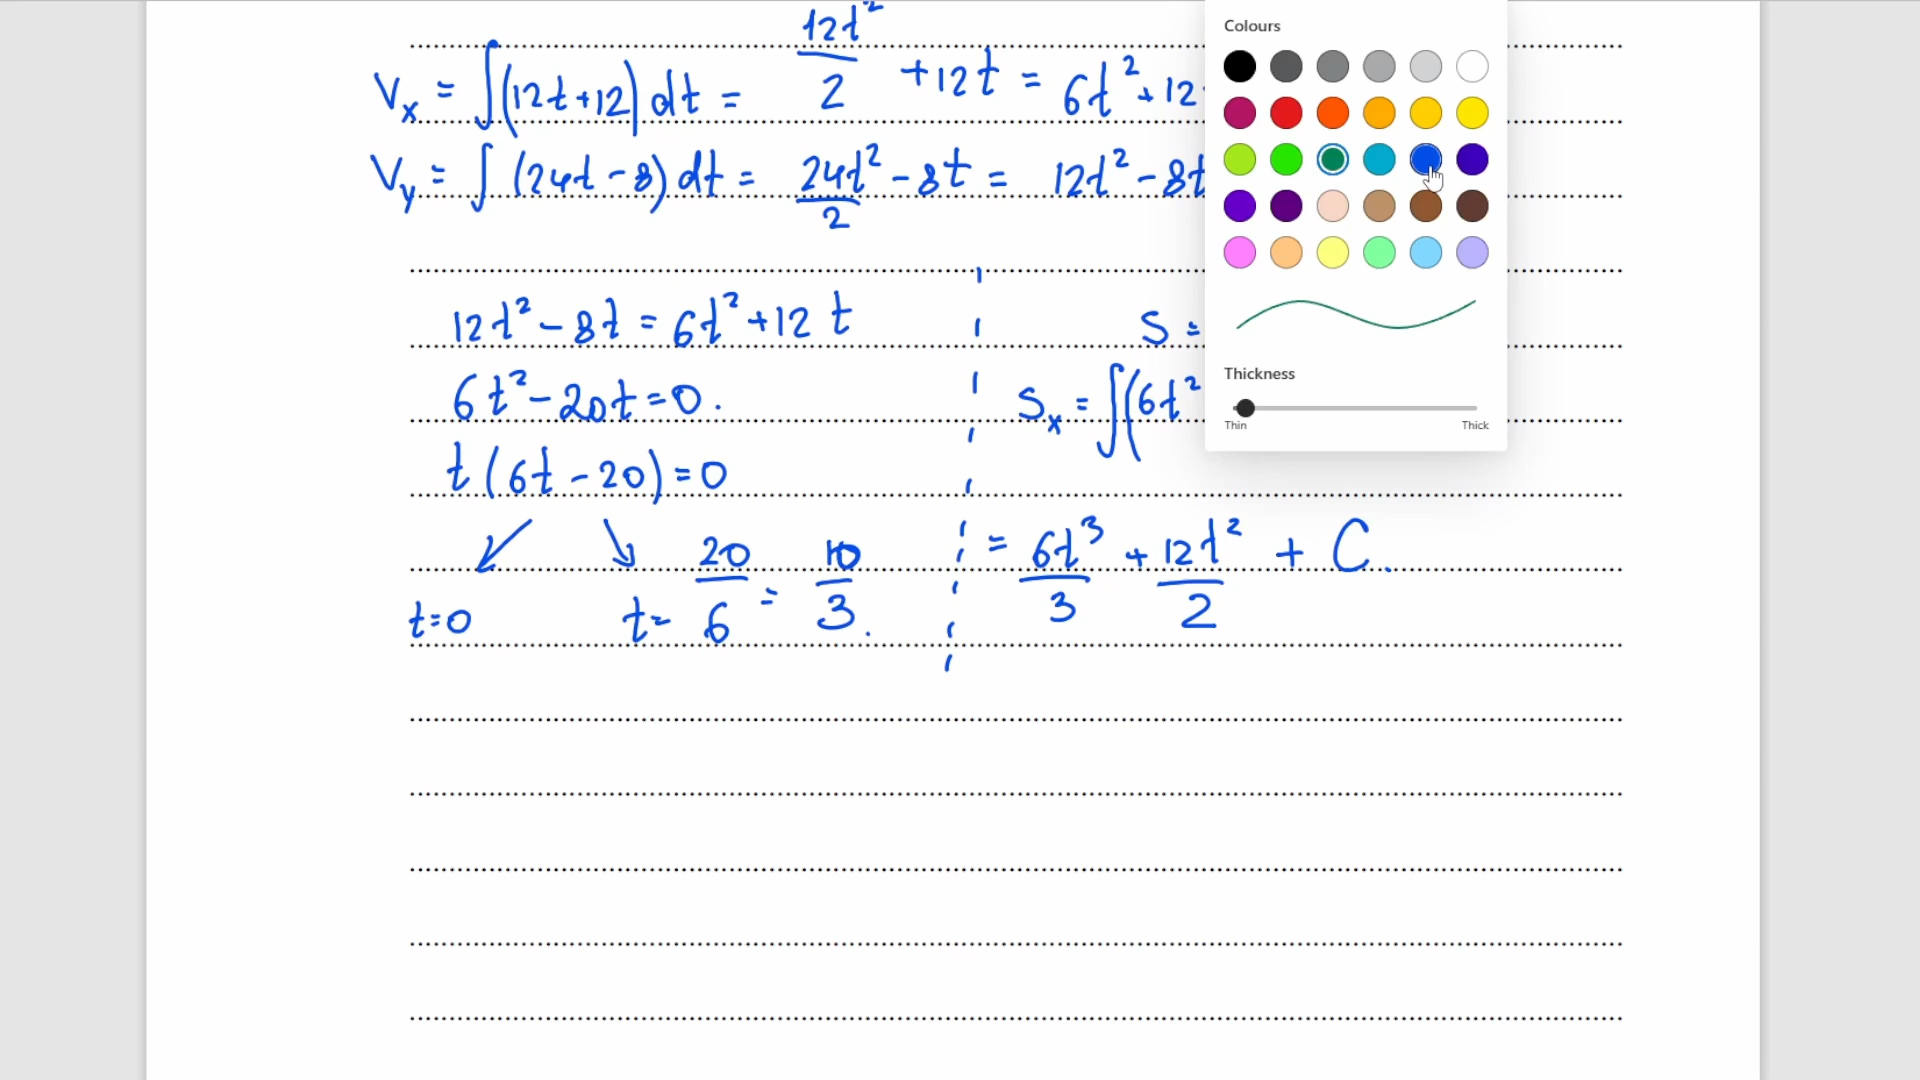 Vx = ∫(12t+12) dt = 12t²/2 +12t = 6t²+12
Vy = ∫ (24t-8) dt = 24t²/2 - 8t = 12t²-8t
12t²-8t = 6t²+12t
6t²-20t=0.
t(6t-20)=0
t=0
t= 20/6 = 10/3.
S =
Sx = ∫(6t²
= 6t³/3 + 12t²/2 + C.
Colours
Thickness
Thin
Thick